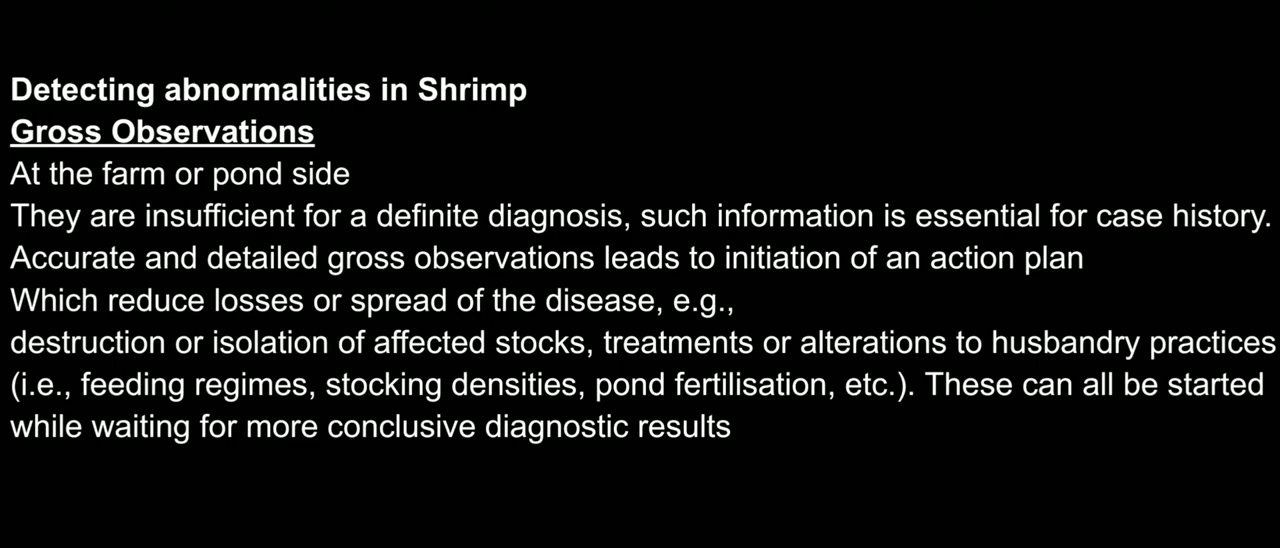 Detecting abnormalities in Shrimp
Gross Observations
At the farm or pond side
They are insufficient for a definite diagnosis, such information is essential for case history.
Accurate and detailed gross observations leads to initiation of an action plan
Which reduce losses or spread of the disease, e.g.,
destruction or isolation of affected stocks, treatments or alterations to husbandry practices
(i.e., feeding regimes, stocking densities, pond fertilisation, etc.). These can all be started
while waiting for more conclusive diagnostic results